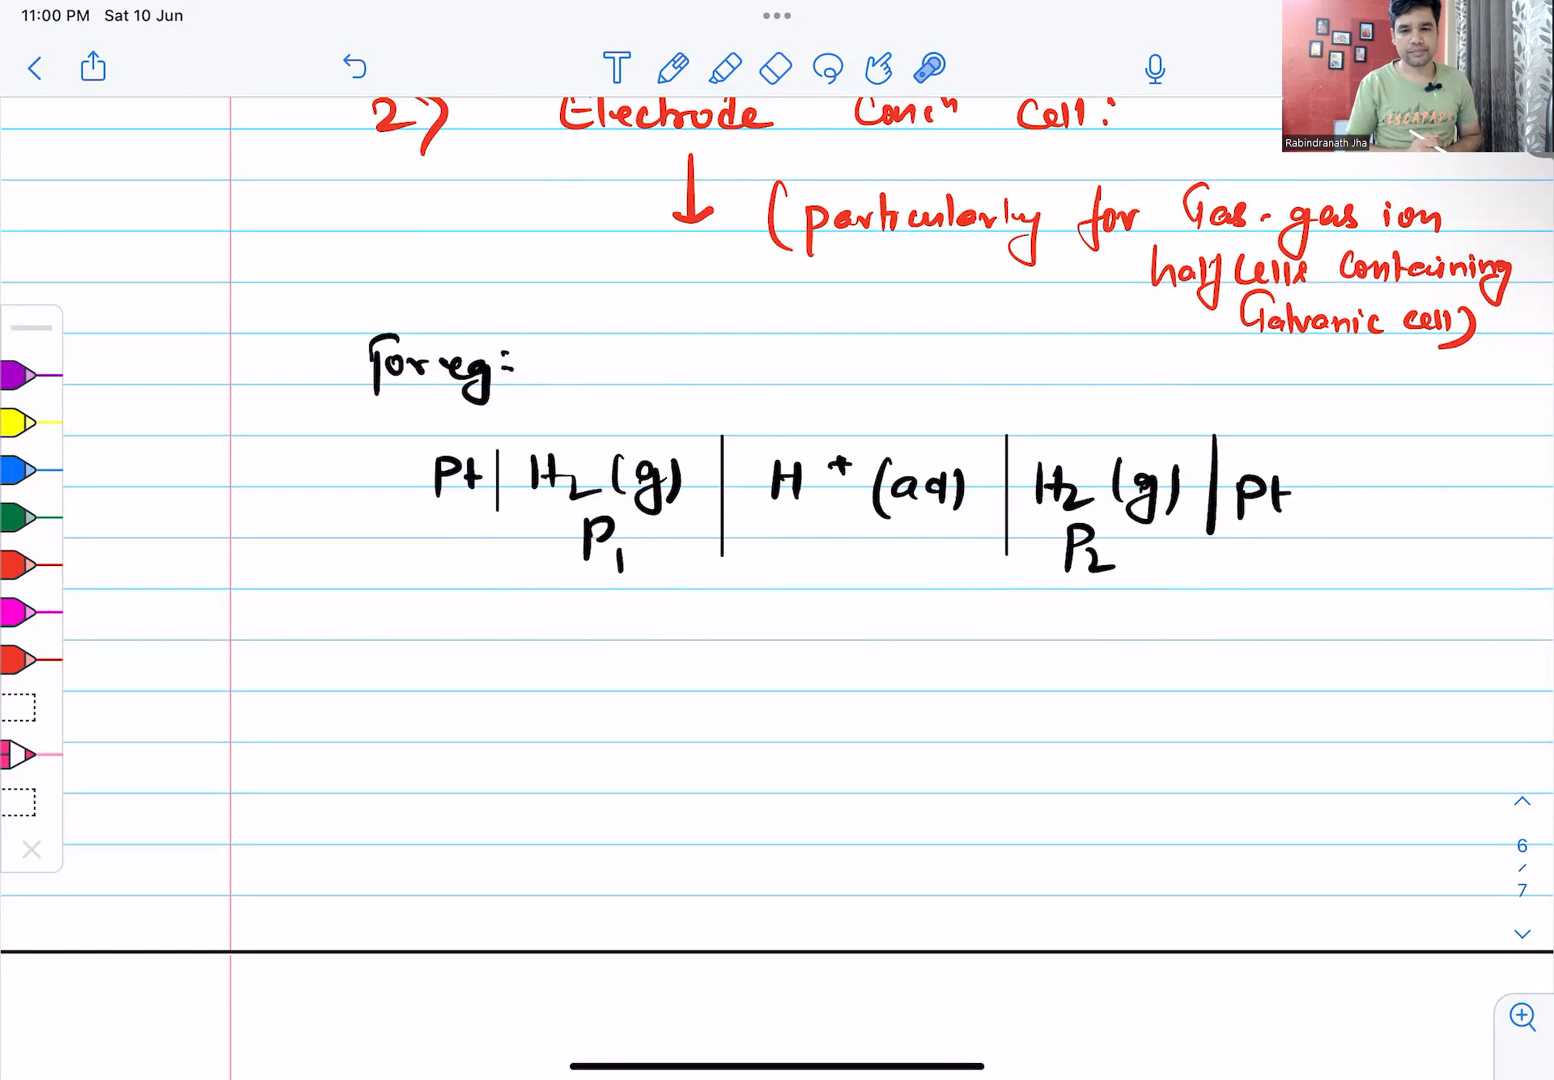 11:00 PM Sat 10 Jun
Rabindranath Jha
ESCAPADE
2) Electrode Concⁿ Cell:
(particularly for Gas-gas ion
half cells containing
Galvanic cell)
For eg:
Pt | H₂ (g) | H⁺ (aq) | H₂ (g) | Pt
P₁ P₂
6
/
7